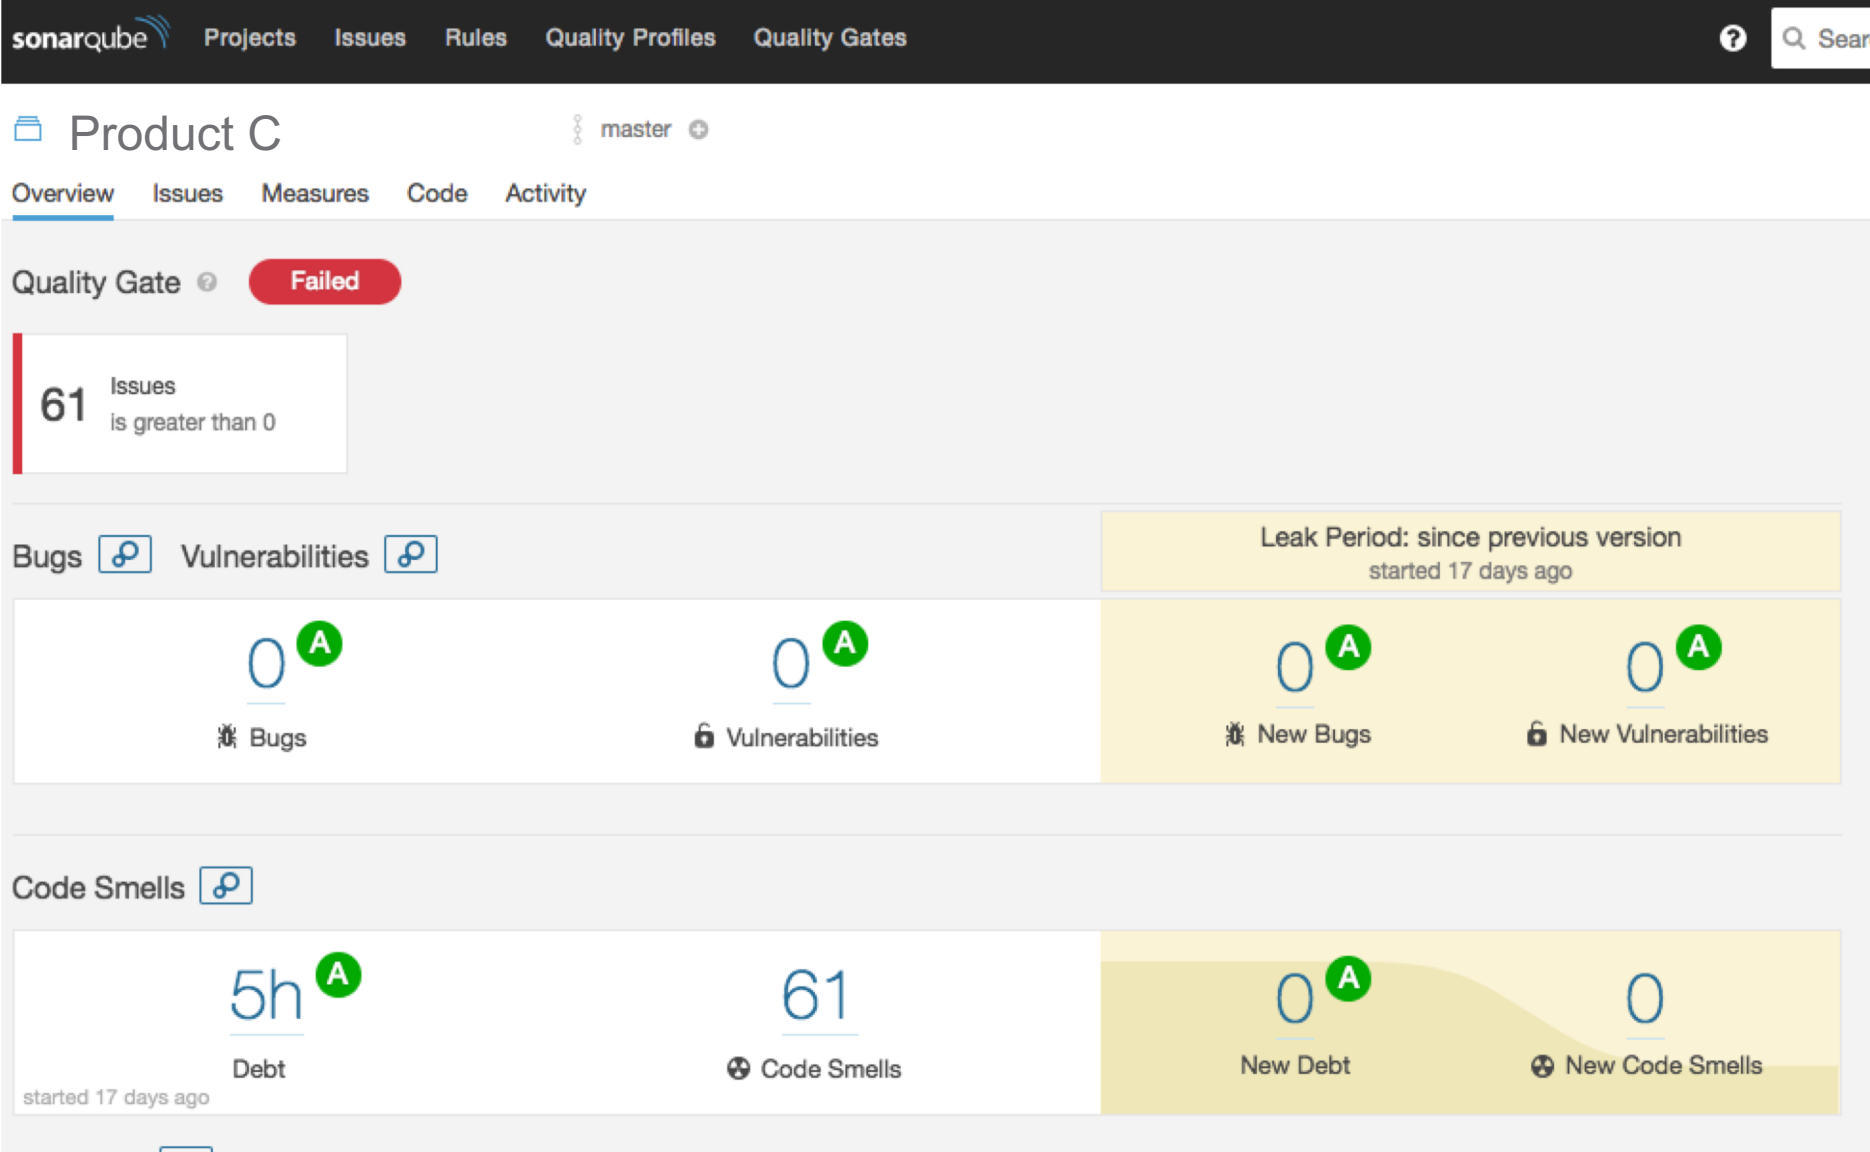 sonarqube Projects Issues Rules Quality Profiles Quality Gates ? Sear
Product C master
Overview Issues Measures Code Activity
Quality Gate ? Failed
61 Issues
is greater than 0
Bugs Vulnerabilities
Leak Period: since previous version
started 17 days ago
0 A 0 A 0 A 0 A
Bugs Vulnerabilities New Bugs New Vulnerabilities
Code Smells
5h A 61 0 A 0
Debt Code Smells New Debt New Code Smells
started 17 days ago